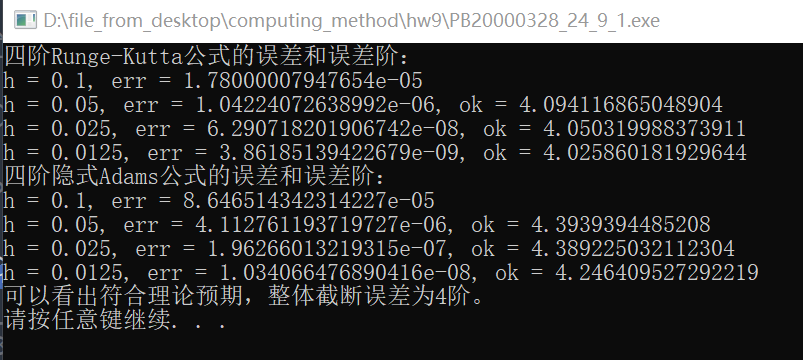 D:\file_from_desktop\computing_method\hw9\PB20000328_24_9_1.exe
四阶Runge-Kutta公式的误差和误差阶：
h = 0.1, err = 1.78000007947654e-05
h = 0.05, err = 1.04224072638992e-06, ok = 4.094116865048904
h = 0.025, err = 6.290718201906742e-08, ok = 4.050319988373911
h = 0.0125, err = 3.86185139422679e-09, ok = 4.025860181929644
四阶隐式Adams公式的误差和误差阶：
h = 0.1, err = 8.646514342314227e-05
h = 0.05, err = 4.112761193719727e-06, ok = 4.3939394485208
h = 0.025, err = 1.96266013219315e-07, ok = 4.389225032112304
h = 0.0125, err = 1.034066476890416e-08, ok = 4.246409527292219
可以看出符合理论预期，整体截断误差为4阶。
请按任意键继续. . .